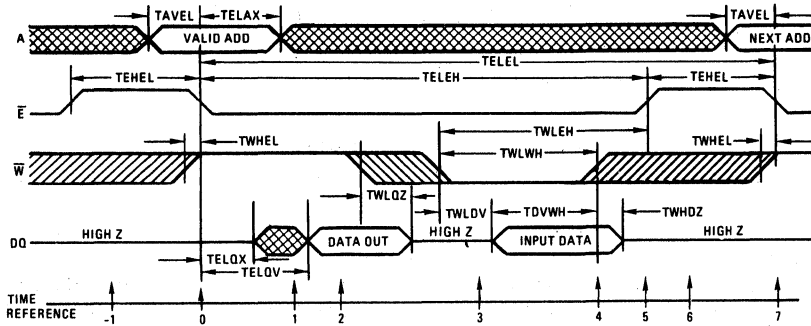 TAVEL TELAX TAVEL
A VALID ADD NEXT ADD
TELEL
TEHEL TELEH TEHEL
E
TWHEL TWLEH TWHEL
W TWLWH
TWLQZ TWLDV TDVWH TWHDZ
DQ HIGH Z DATA OUT HIGH Z INPUT DATA HIGH Z
TELQX
TELQV
TIME
REFERENCE -1 0 1 2 3 4 5 6 7